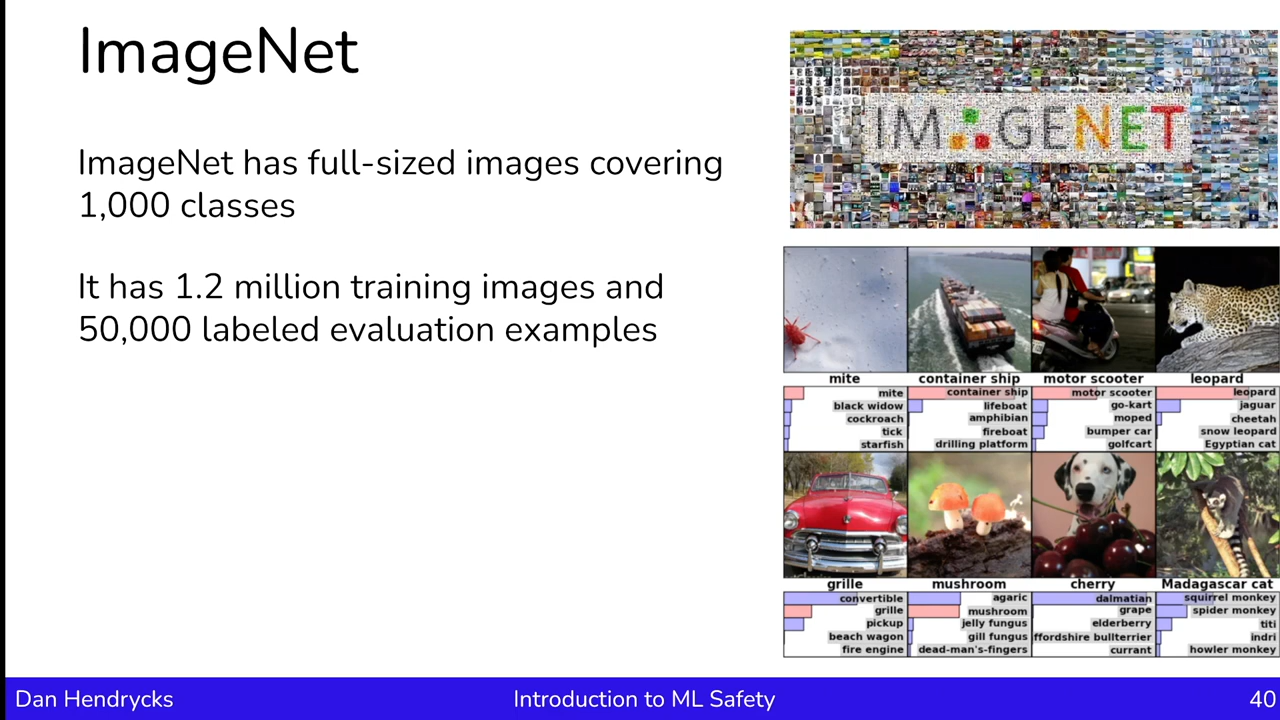 ImageNet
ImageNet has full-sized images covering
1,000 classes
It has 1.2 million training images and
50,000 labeled evaluation examples
IMAGENET
mite
container ship
motor scooter
leopard
mite
black widow
cockroach
tick
starfish
container ship
lifeboat
amphibian
fireboat
drilling platform
motor scooter
go-kart
moped
bumper car
golfcart
leopard
jaguar
cheetah
snow leopard
Egyptian cat
grille
mushroom
cherry
Madagascar cat
convertible
grille
pickup
beach wagon
fire engine
agaric
mushroom
jelly fungus
gill fungus
dead-man's-fingers
dalmatian
grape
elderberry
ffordshire bullterrier
currant
squirrel monkey
spider monkey
titi
indri
howler monkey
Dan Hendrycks
Introduction to ML Safety
40